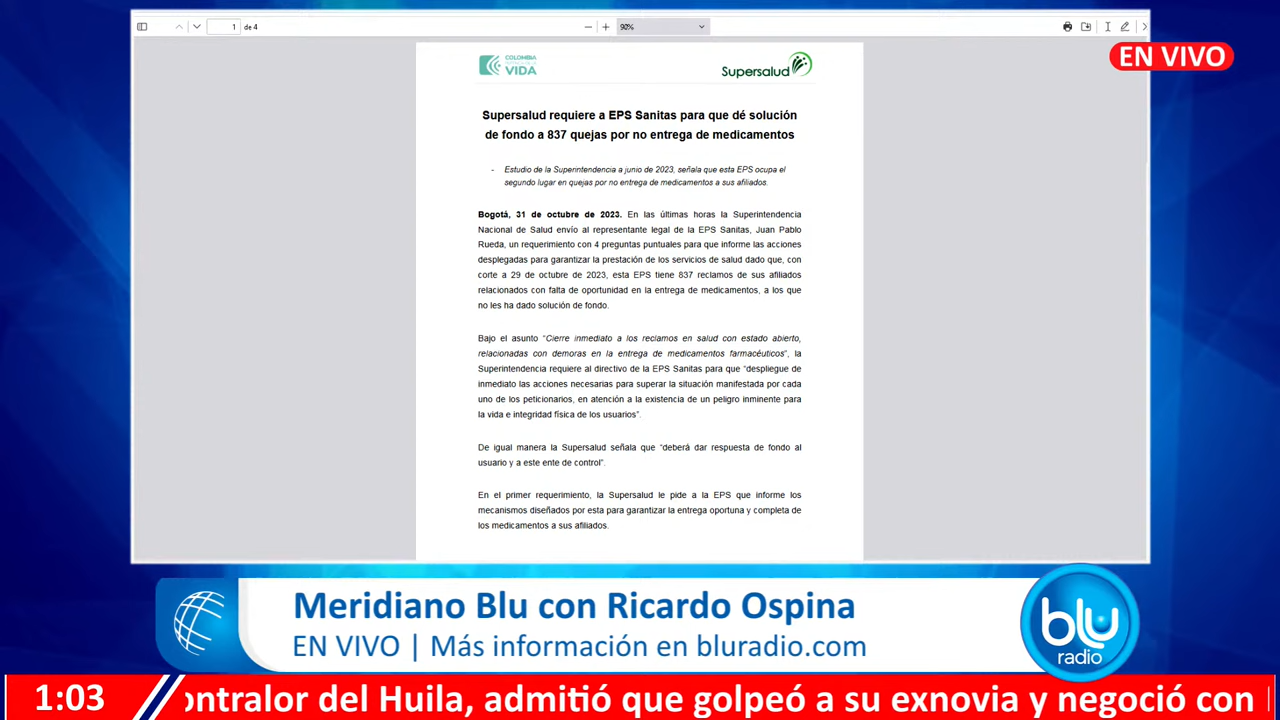 1 de 4
90%
EN VIVO
COLOMBIA
VIDA
Supersalud
Supersalud requiere a EPS Sanitas para que dé solución
de fondo a 837 quejas por no entrega de medicamentos
- Estudio de la Superintendencia a junio de 2023, señala que esta EPS ocupa el
segundo lugar en quejas por no entrega de medicamentos a sus afiliados.
Bogotá, 31 de octubre de 2023. En las últimas horas la Superintendencia
Nacional de Salud envío al representante legal de la EPS Sanitas, Juan Pablo
Rueda, un requerimiento con 4 preguntas puntuales para que informe las acciones
desplegadas para garantizar la prestación de los servicios de salud dado que, con
corte a 29 de octubre de 2023, esta EPS tiene 837 reclamos de sus afiliados
relacionados con falta de oportunidad en la entrega de medicamentos, a los que
no les ha dado solución de fondo.
Bajo el asunto “Cierre inmediato a los reclamos en salud con estado abierto,
relacionadas con demoras en la entrega de medicamentos farmacéuticos”, la
Superintendencia requiere al directivo de la EPS Sanitas para que “despliegue de
inmediato las acciones necesarias para superar la situación manifestada por cada
uno de los peticionarios, en atención a la existencia de un peligro inminente para
la vida e integridad física de los usuarios”.
De igual manera la Supersalud señala que “deberá dar respuesta de fondo al
usuario y a este ente de control”.
En el primer requerimiento, la Supersalud le pide a la EPS que informe los
mecanismos diseñados por esta para garantizar la entrega oportuna y completa de
los medicamentos a sus afiliados.
Meridiano Blu con Ricardo Ospina
EN VIVO | Más información en bluradio.com
blu
radio
1:03
ontralor del Huila, admitió que golpeó a su exnovia y negoció con